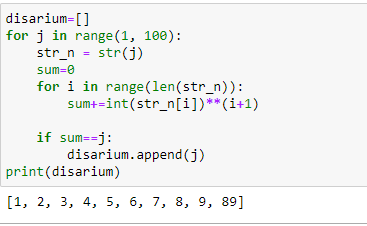 disarium=[]
for j in range(1, 100):
    str_n = str(j)
    sum=0
    for i in range(len(str_n)):
        sum+=int(str_n[i])**(i+1)

    if sum==j:
        disarium.append(j)
print(disarium)
[1, 2, 3, 4, 5, 6, 7, 8, 9, 89]